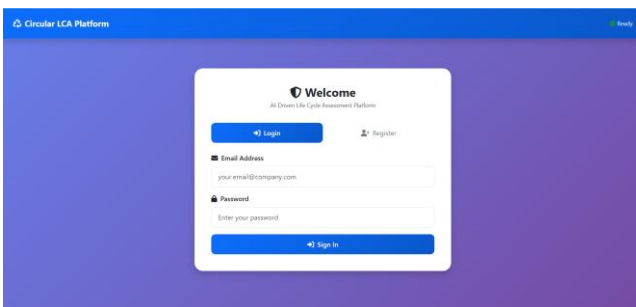 Circular LCA Platform
Ready
Welcome
AI-Driven Life Cycle Assessment Platform
Login
Register
Email Address
your.email@company.com
Password
Enter your password
Sign In